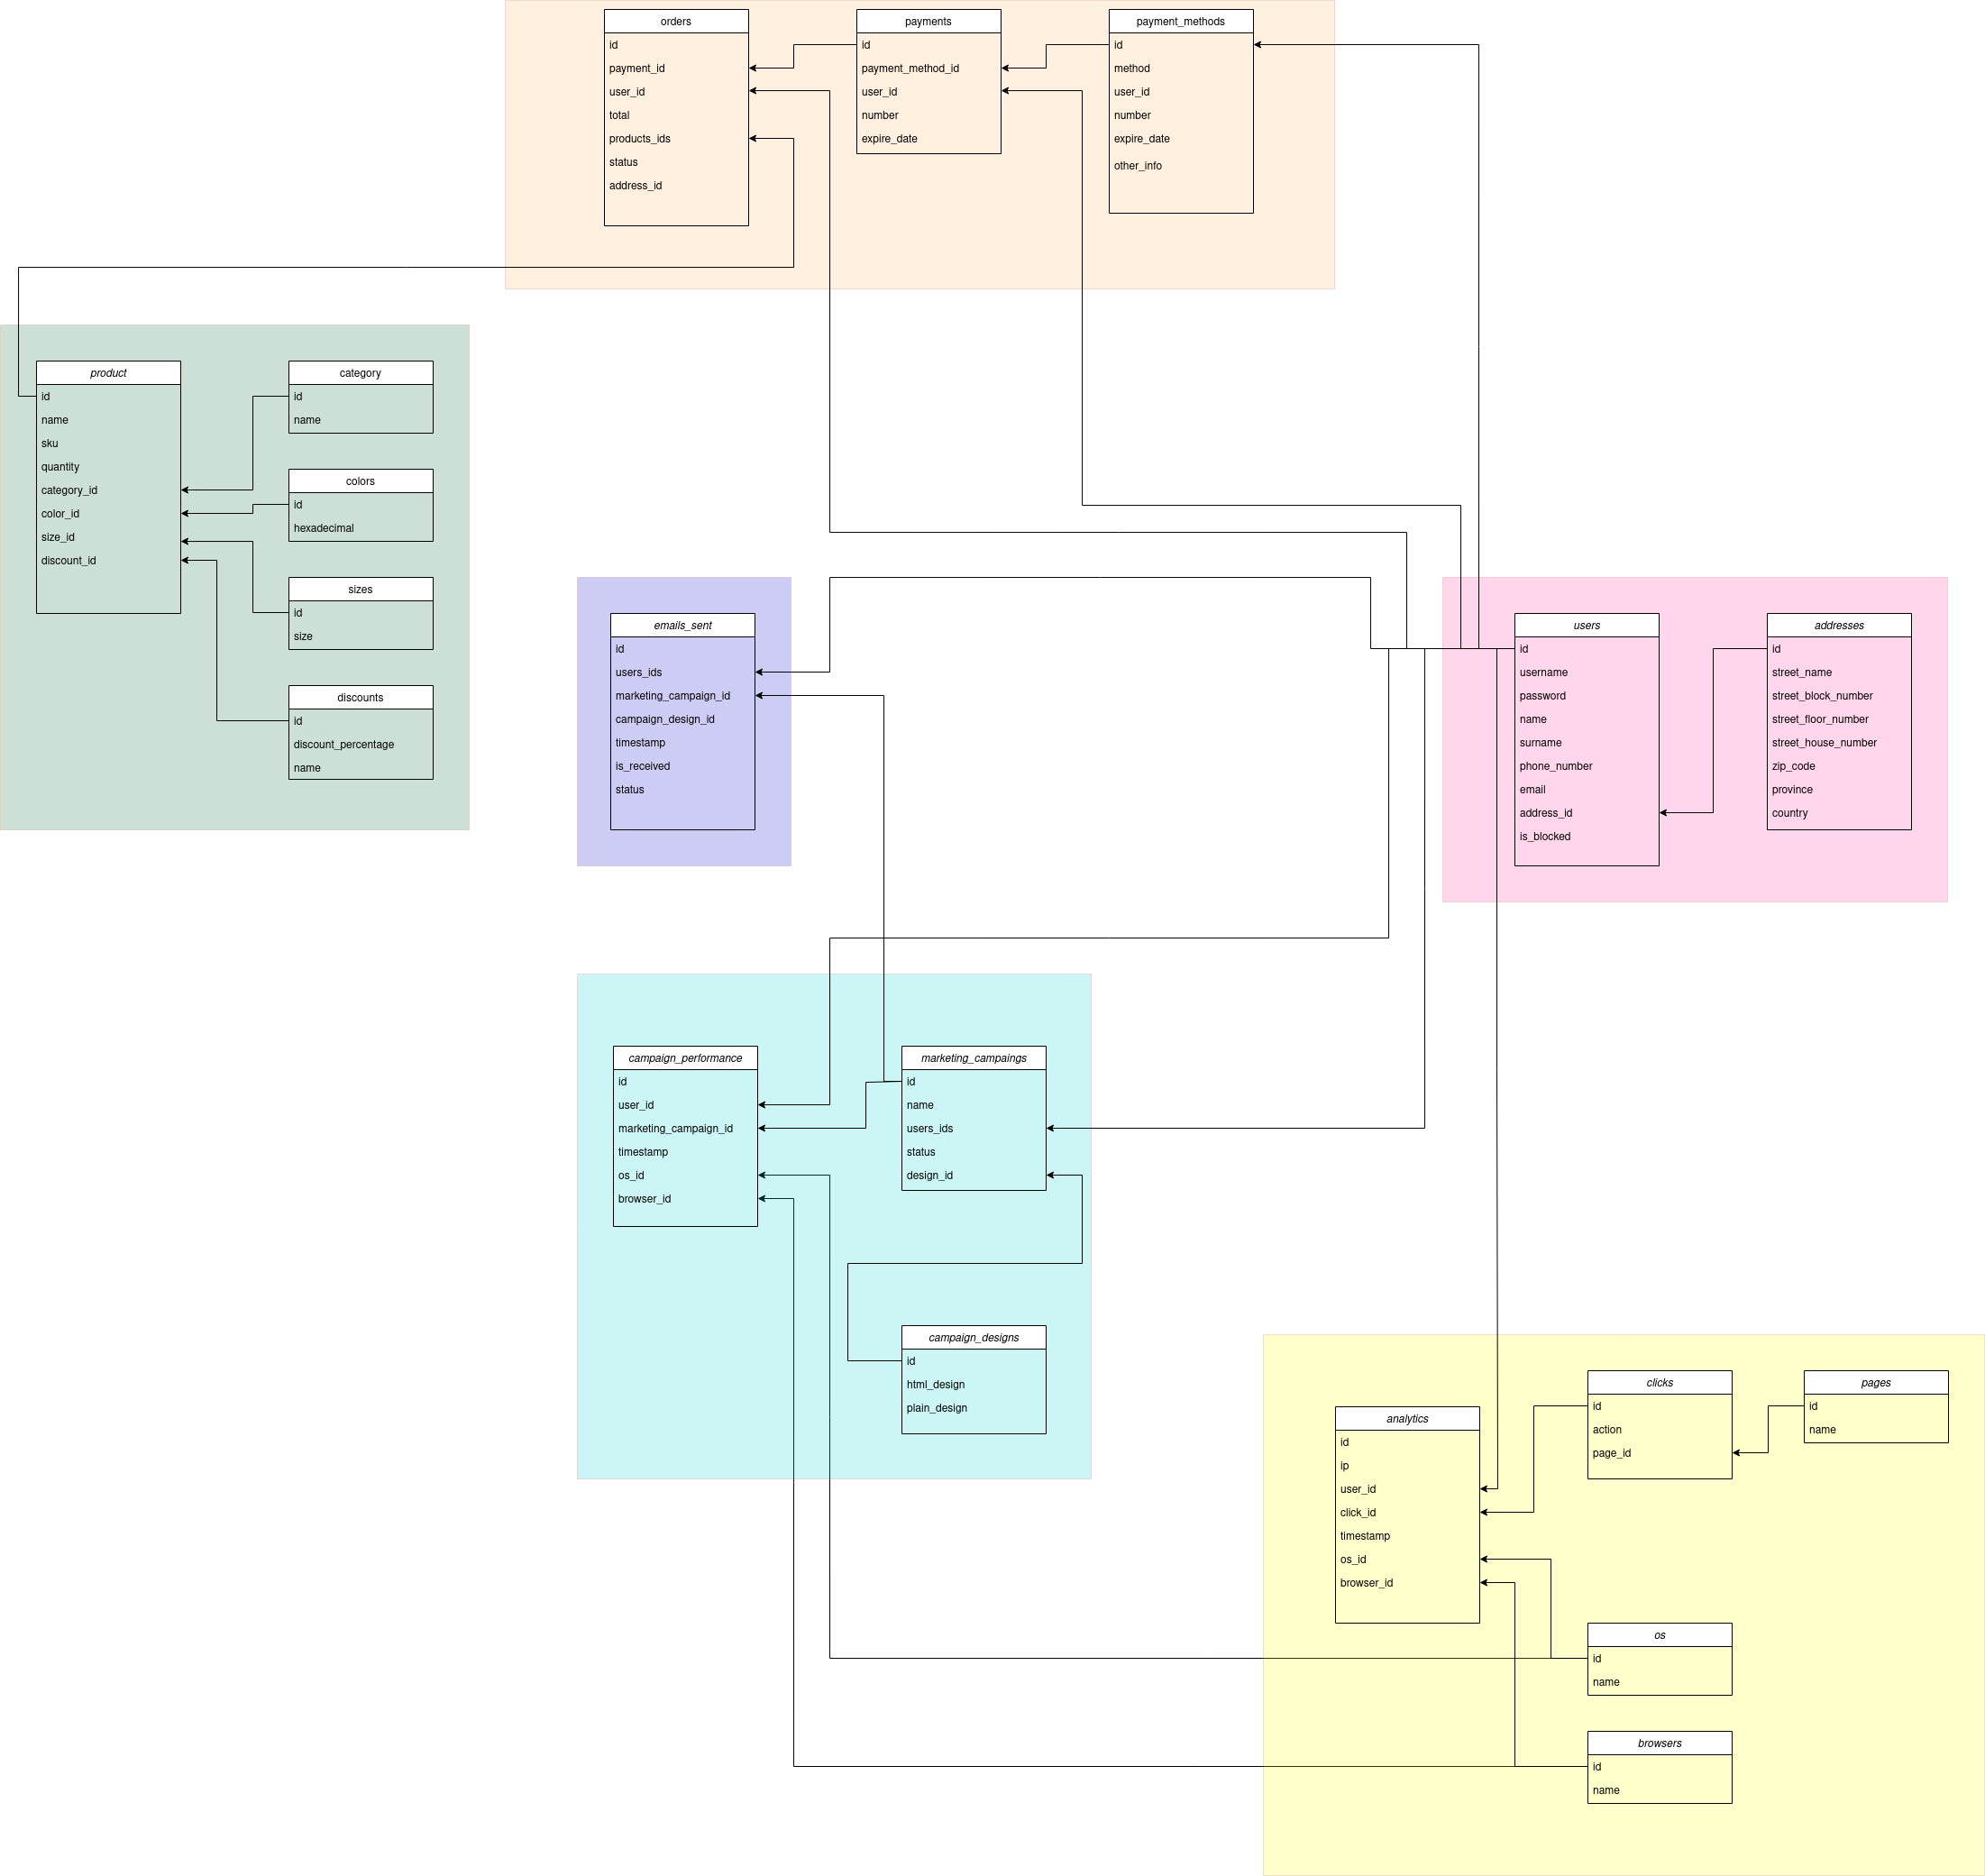 orders
id
payment_id
user_id
total
products_ids
status
address_id
payments
id
payment_method_id
user_id
number
expire_date
payment_methods
id
method
user_id
number
expire_date
other_info
product
id
name
sku
quantity
category_id
color_id
size_id
discount_id
category
id
name
colors
id
hexadecimal
sizes
id
size
discounts
id
discount_percentage
name
emails_sent
id
users_ids
marketing_campaign_id
campaign_design_id
timestamp
is_received
status
users
id
username
password
name
surname
phone_number
email
address_id
is_blocked
addresses
id
street_name
street_block_number
street_floor_number
street_house_number
zip_code
province
country
campaign_performance
id
user_id
marketing_campaign_id
timestamp
os_id
browser_id
marketing_campaings
id
name
users_ids
status
design_id
campaign_designs
id
html_design
plain_design
analytics
id
ip
user_id
click_id
timestamp
os_id
browser_id
clicks
id
action
page_id
pages
id
name
os
id
name
browsers
id
name